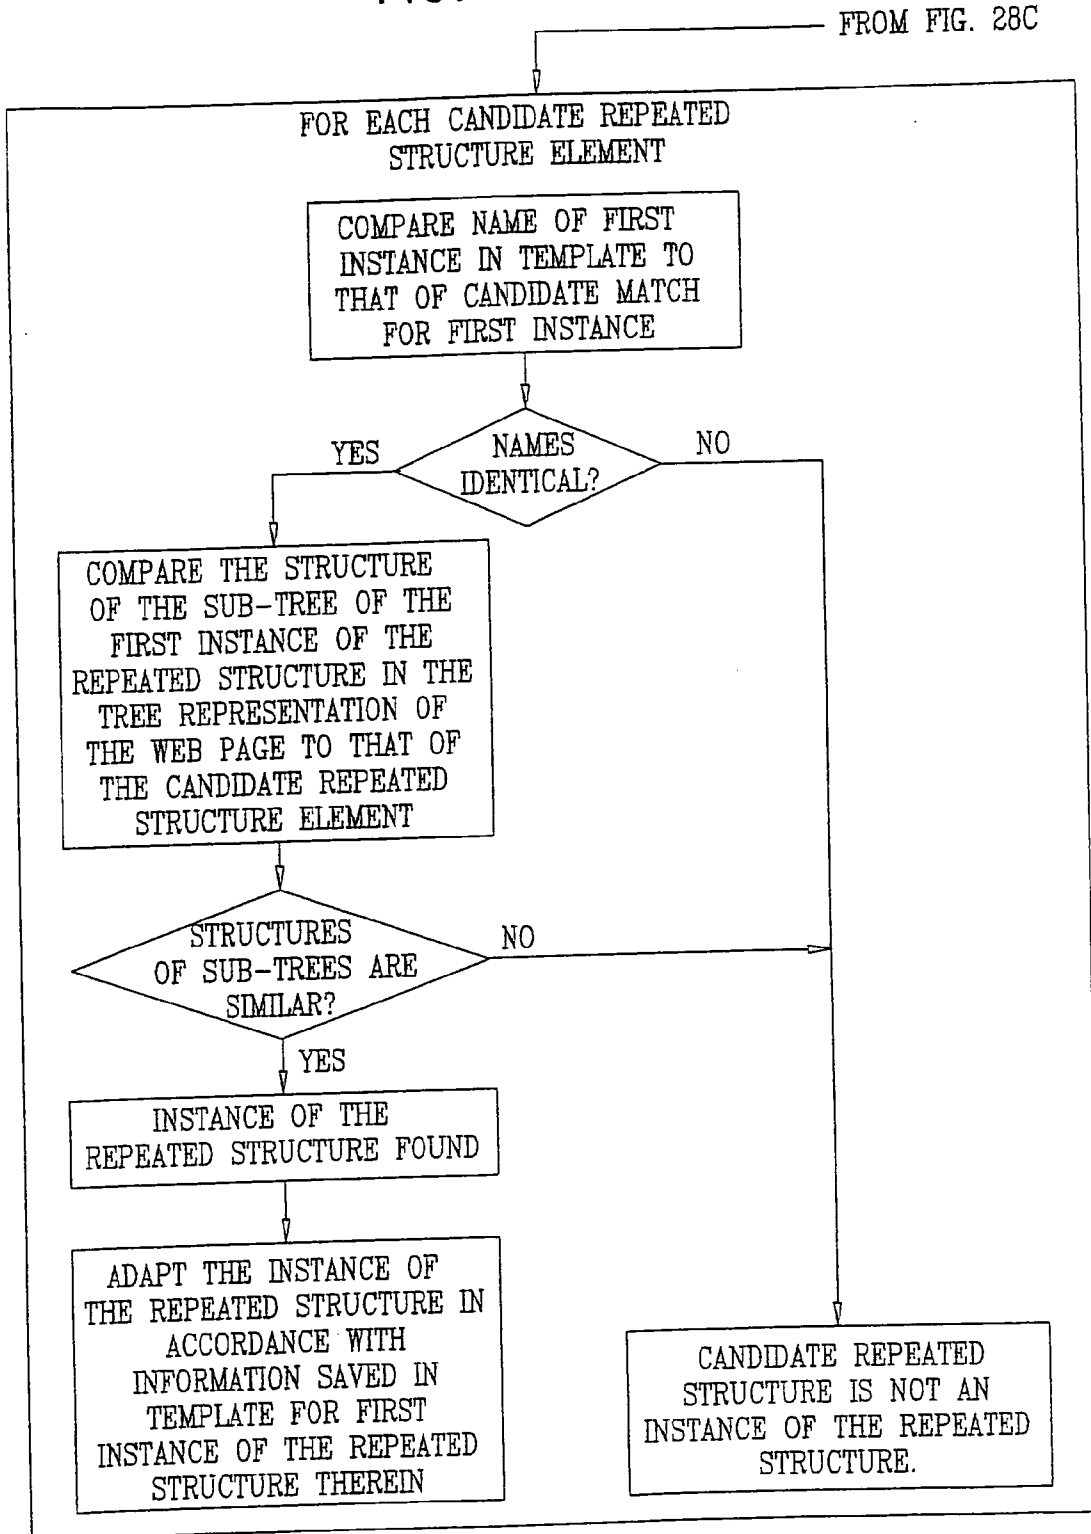 FROM FIG. 28C
FOR EACH CANDIDATE REPEATED
STRUCTURE ELEMENT
COMPARE NAME OF FIRST
INSTANCE IN TEMPLATE TO
THAT OF CANDIDATE MATCH
FOR FIRST INSTANCE
NAMES
IDENTICAL?
YES
NO
COMPARE THE STRUCTURE
OF THE SUB-TREE OF THE
FIRST INSTANCE OF THE
REPEATED STRUCTURE IN THE
TREE REPRESENTATION OF
THE WEB PAGE TO THAT OF
THE CANDIDATE REPEATED
STRUCTURE ELEMENT
STRUCTURES
OF SUB-TREES ARE
SIMILAR?
NO
YES
INSTANCE OF THE
REPEATED STRUCTURE FOUND
ADAPT THE INSTANCE OF
THE REPEATED STRUCTURE IN
ACCORDANCE WITH
INFORMATION SAVED IN
TEMPLATE FOR FIRST
INSTANCE OF THE REPEATED
STRUCTURE THEREIN
CANDIDATE REPEATED
STRUCTURE IS NOT AN
INSTANCE OF THE REPEATED
STRUCTURE.